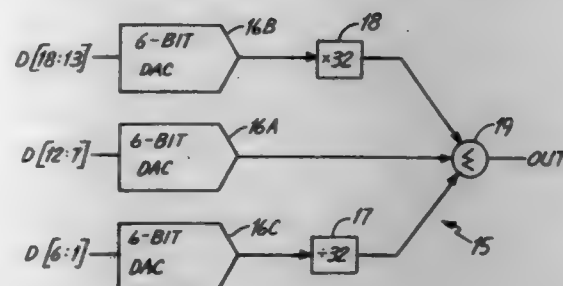 16B
18
D[18:13]
6-BIT
DAC
×32
16A
19
D[12:7]
6-BIT
DAC
Σ
OUT
16C
17
15
D[6:1]
6-BIT
DAC
÷32